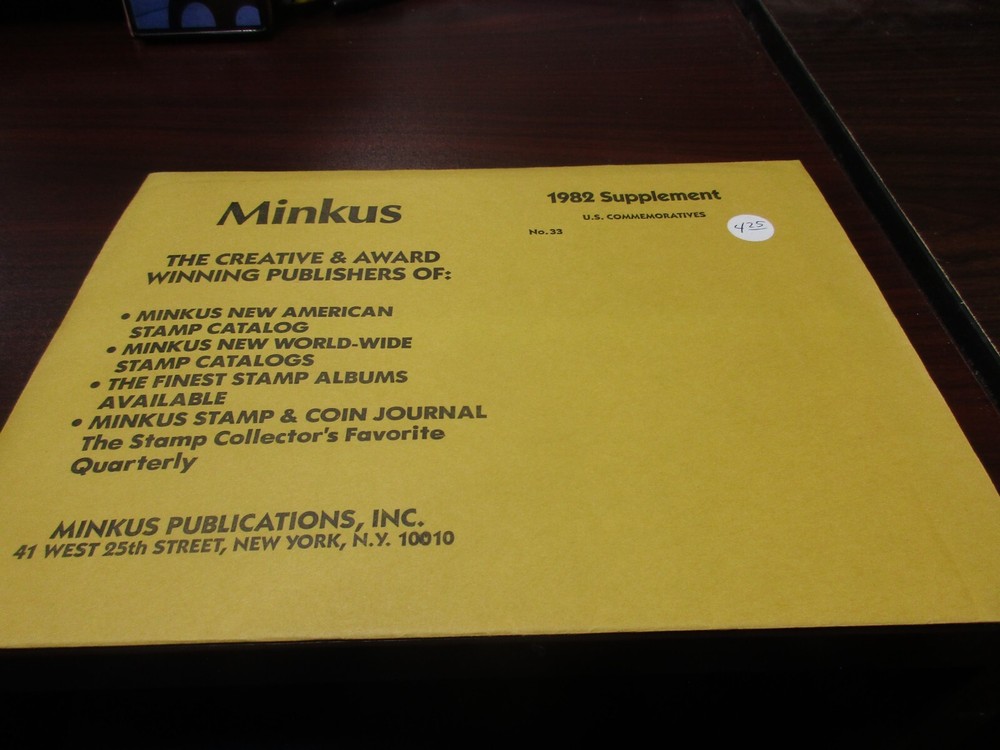 Minkus
THE CREATIVE & AWARD
WINNING PUBLISHERS OF:
• MINKUS NEW AMERICAN
STAMP CATALOG
• MINKUS NEW WORLD-WIDE
STAMP CATALOGS
• THE FINEST STAMP ALBUMS
AVAILABLE
• MINKUS STAMP & COIN JOURNAL
The Stamp Collector's Favorite
Quarterly
MINKUS PUBLICATIONS, INC.
41 WEST 25th STREET, NEW YORK, N.Y. 10010
1982 Supplement
U.S. COMMEMORATIVES
No. 33
4 25